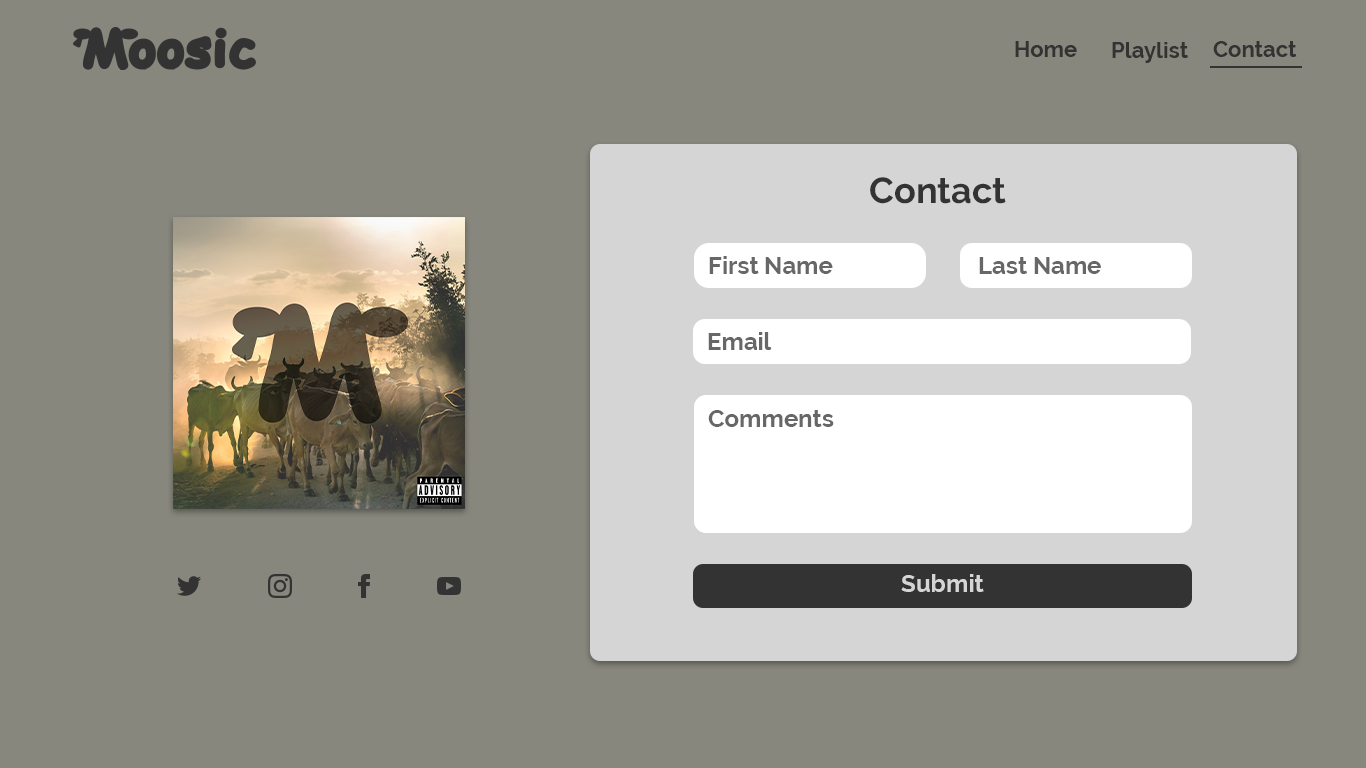 Moosic
Home Playlist Contact
Contact
First Name Last Name
Email
Comments
Submit
M
PARENTAL
ADVISORY
EXPLICIT CONTENT